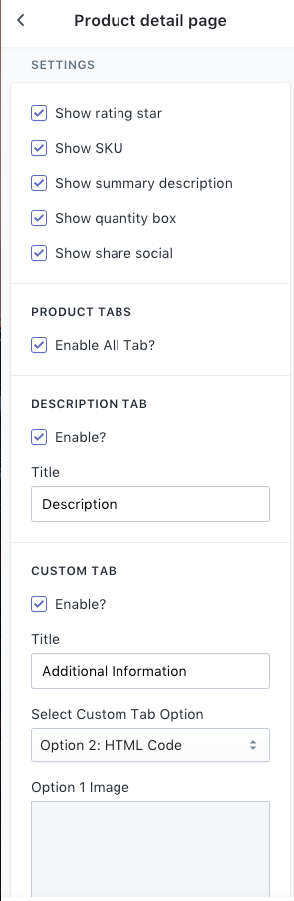 Product detail page
SETTINGS
Show rating star
Show SKU
Show summary description
Show quantity box
Show share social
PRODUCT TABS
Enable All Tab?
DESCRIPTION TAB
Enable?
Title
Description
CUSTOM TAB
Enable?
Title
Additional Information
Select Custom Tab Option
Option 2: HTML Code
Option 1 Image